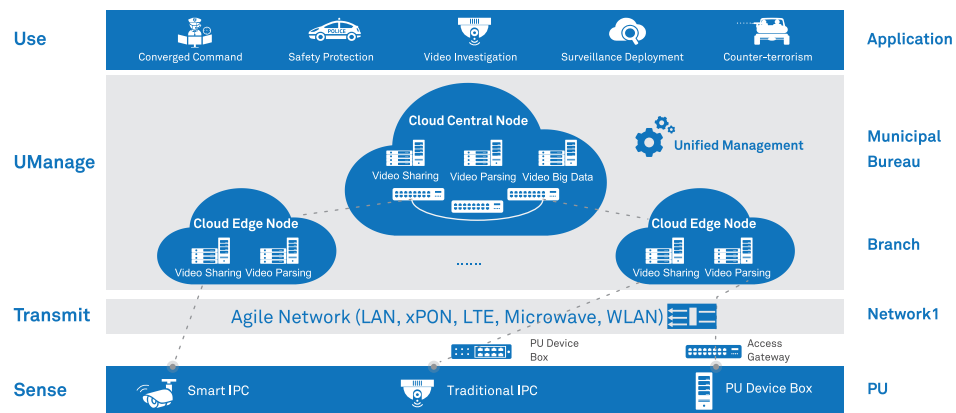 Use
POLICE
Converged Command
Safety Protection
Video Investigation
Surveillance Deployment
Counter-terrorism
Application
UManage
Cloud Central Node
Video Sharing
Video Parsing
Video Big Data
Unified Management
Municipal
Bureau
Cloud Edge Node
Video Sharing
Video Parsing
......
Cloud Edge Node
Video Sharing
Video Parsing
Branch
Transmit
Agile Network (LAN, xPON, LTE, Microwave, WLAN)
Network1
PU Device
Box
Access
Gateway
Sense
Smart IPC
Traditional IPC
PU Device Box
PU